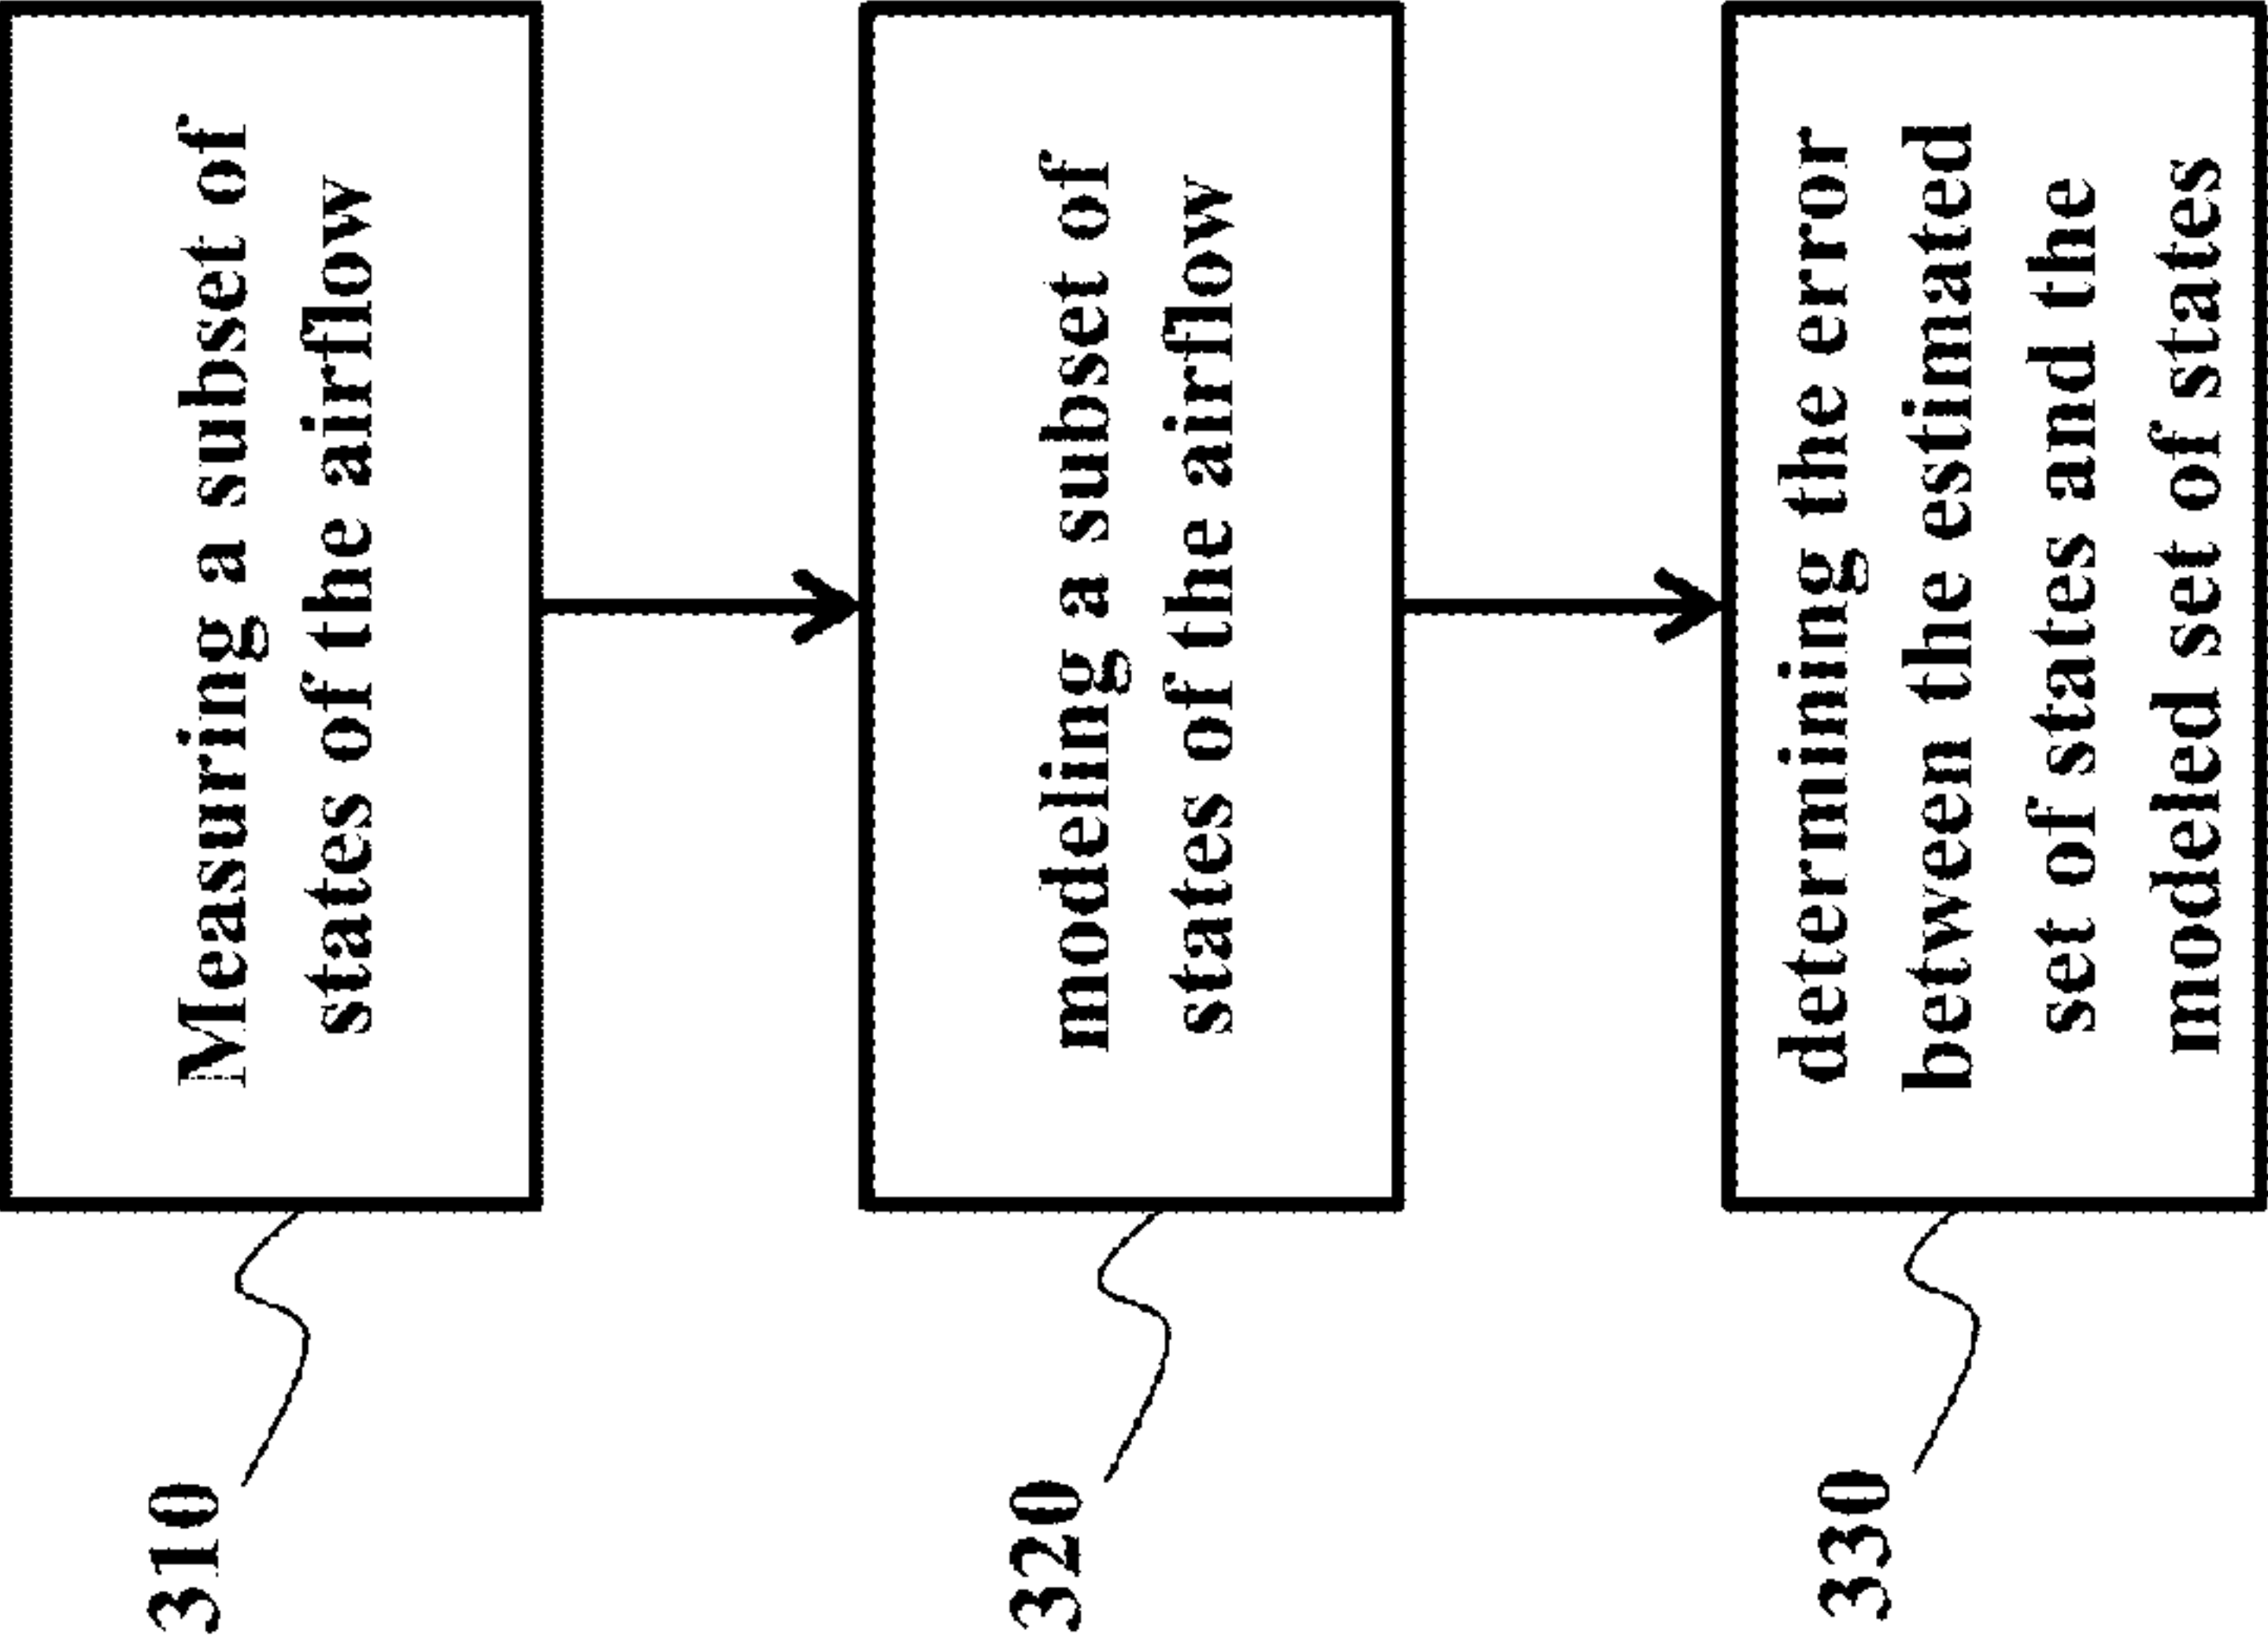 310
Measuring a subset of
states of the airflow
320
modeling a subset of
states of the airflow
330
determining the error
between the estimated
set of states and the
modeled set of states